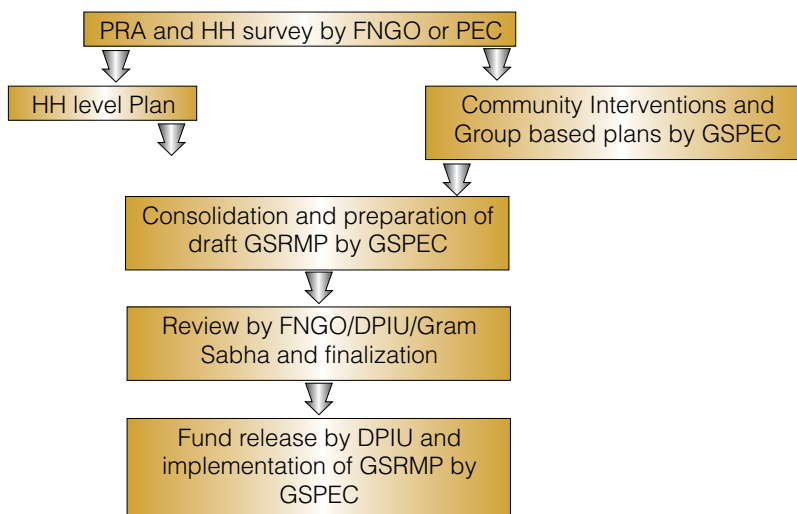 PRA and HH survey by FNGO or PEC
HH level Plan
Community Interventions and
Group based plans by GSPEC
Consolidation and preparation of
draft GSRMP by GSPEC
Review by FNGO/DPIU/Gram
Sabha and finalization
Fund release by DPIU and
implementation of GSRMP by
GSPEC